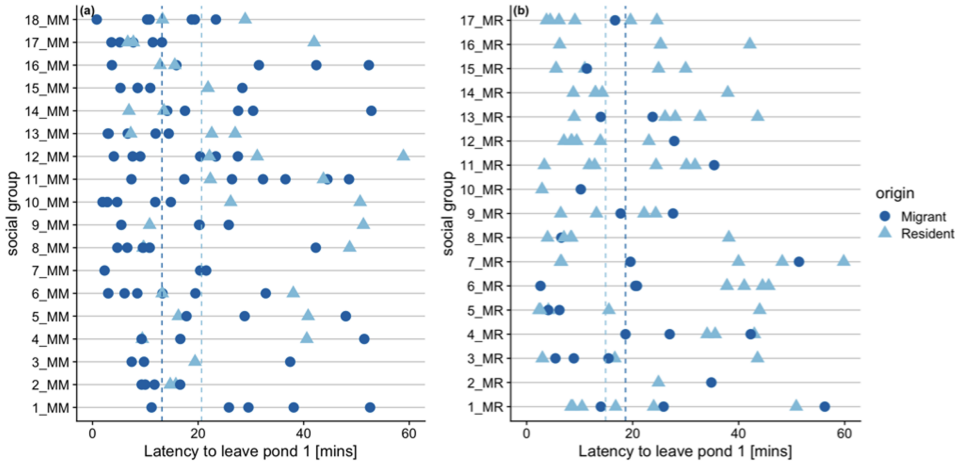 (a)
18_MM
17_MM
16_MM
15_MM
14_MM
13_MM
12_MM
11_MM
10_MM
9_MM
8_MM
7_MM
6_MM
5_MM
4_MM
3_MM
2_MM
1_MM
social group
0 20 40 60
Latency to leave pond 1 [mins]
(b)
17_MR
16_MR
15_MR
14_MR
13_MR
12_MR
11_MR
10_MR
9_MR
8_MR
7_MR
6_MR
5_MR
4_MR
3_MR
2_MR
1_MR
social group
0 20 40 60
Latency to leave pond 1 [mins]
origin
Migrant
Resident